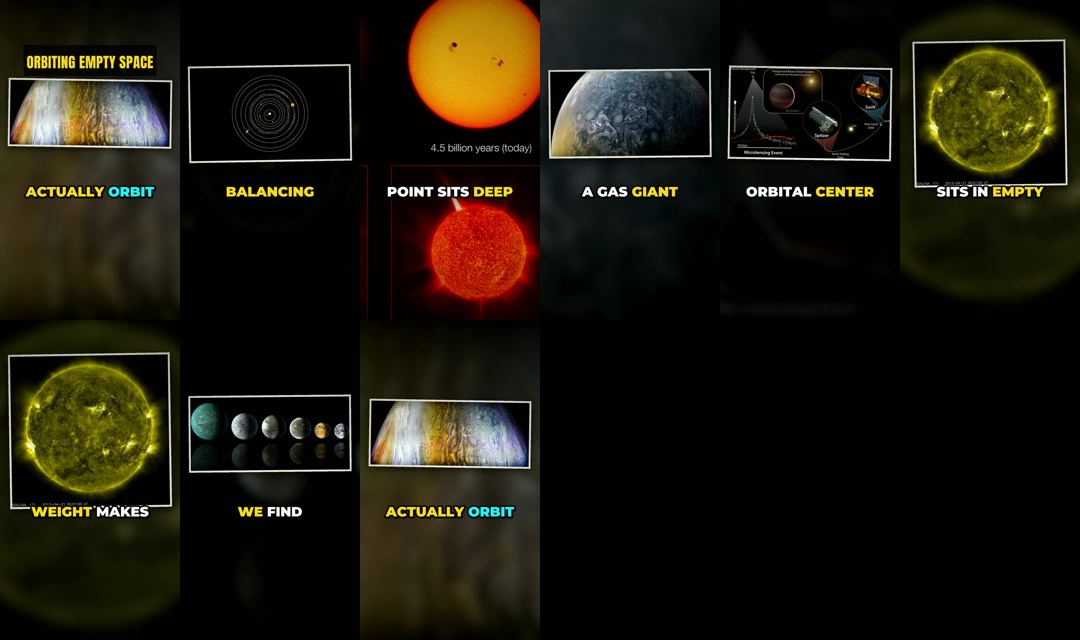 ORBITING EMPTY SPACE
ACTUALLY ORBIT
BALANCING
4.5 billion years (today)
POINT SITS DEEP
A GAS GIANT
Swift
Spitzer
Microlensing Event
ORBITAL CENTER
SITS IN EMPTY
WEIGHT MAKES
WE FIND
ACTUALLY ORBIT